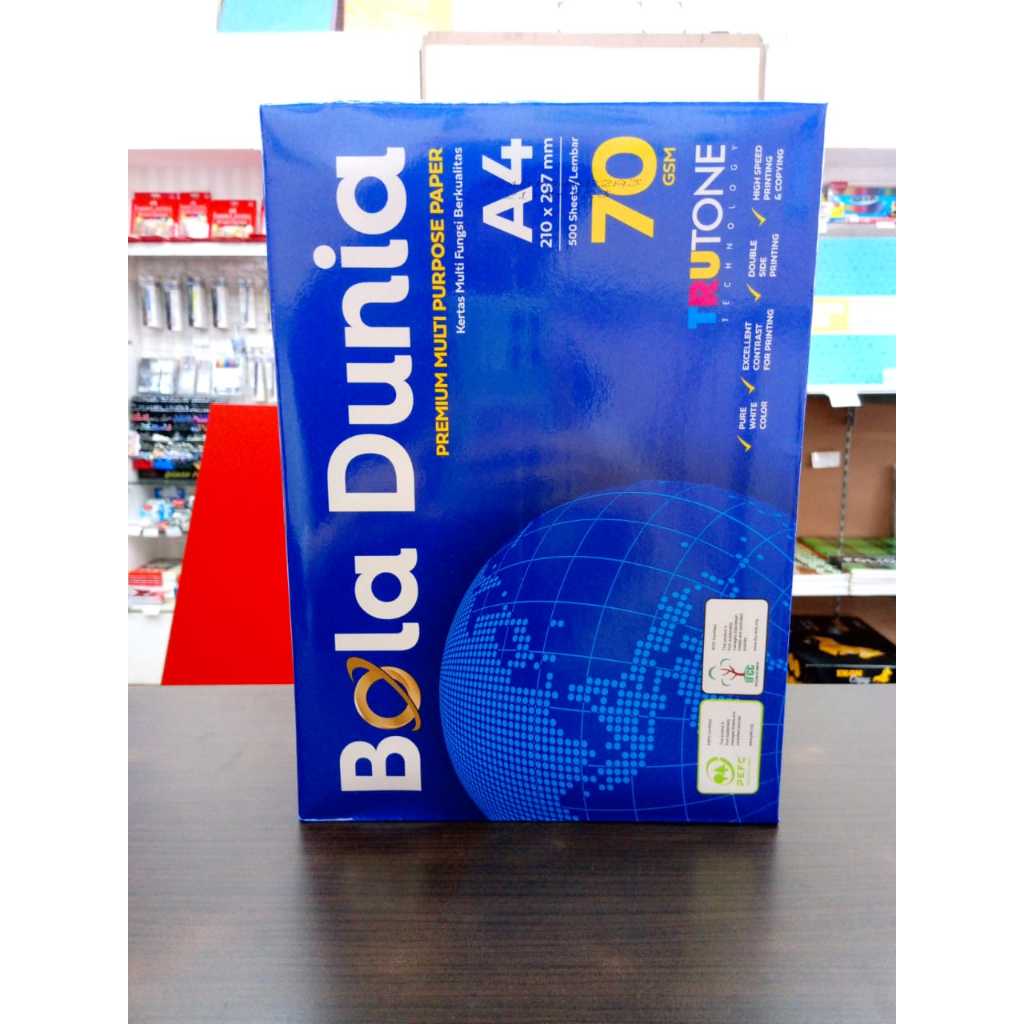 Bola Dunia
PREMIUM MULTI PURPOSE PAPER
Kertas Multi Fungsi Berkualitas
A4
210 x 297 mm
500 Sheets/Lembar
70
GSM
TRUTONE
TECHNOLOGY
PURE
WHITE
COLOR
EXCELLENT
CONTRAST
FOR PRINTING
DOUBLE
SIDE
PRINTING
HIGH SPEED
PRINTING
& COPYING
PEFC
IFCC